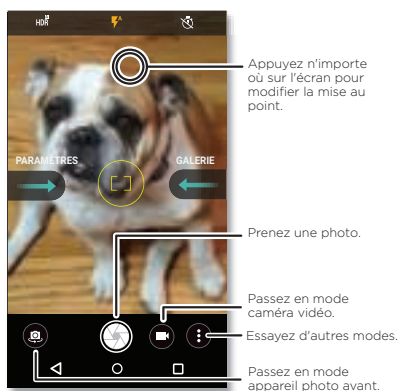 HDR
Appuyez n'importe
où sur l'écran pour
modifier la mise au
point.
PARAMÈTRES
GALERIE
Prenez une photo.
Passez en mode
caméra vidéo.
Essayez d'autres modes.
Passez en mode
appareil photo avant.